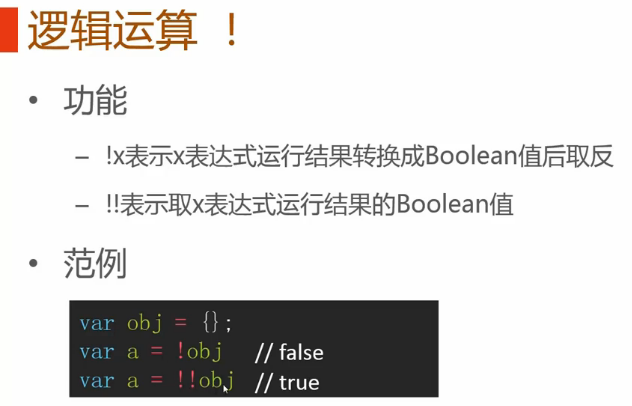 逻辑运算 !
• 功能
– !x表示x表达式运行结果转换成Boolean值后取反
– !!表示取x表达式运行结果的Boolean值
• 范例
var obj = {};
var a = !obj // false
var a = !!obj // true